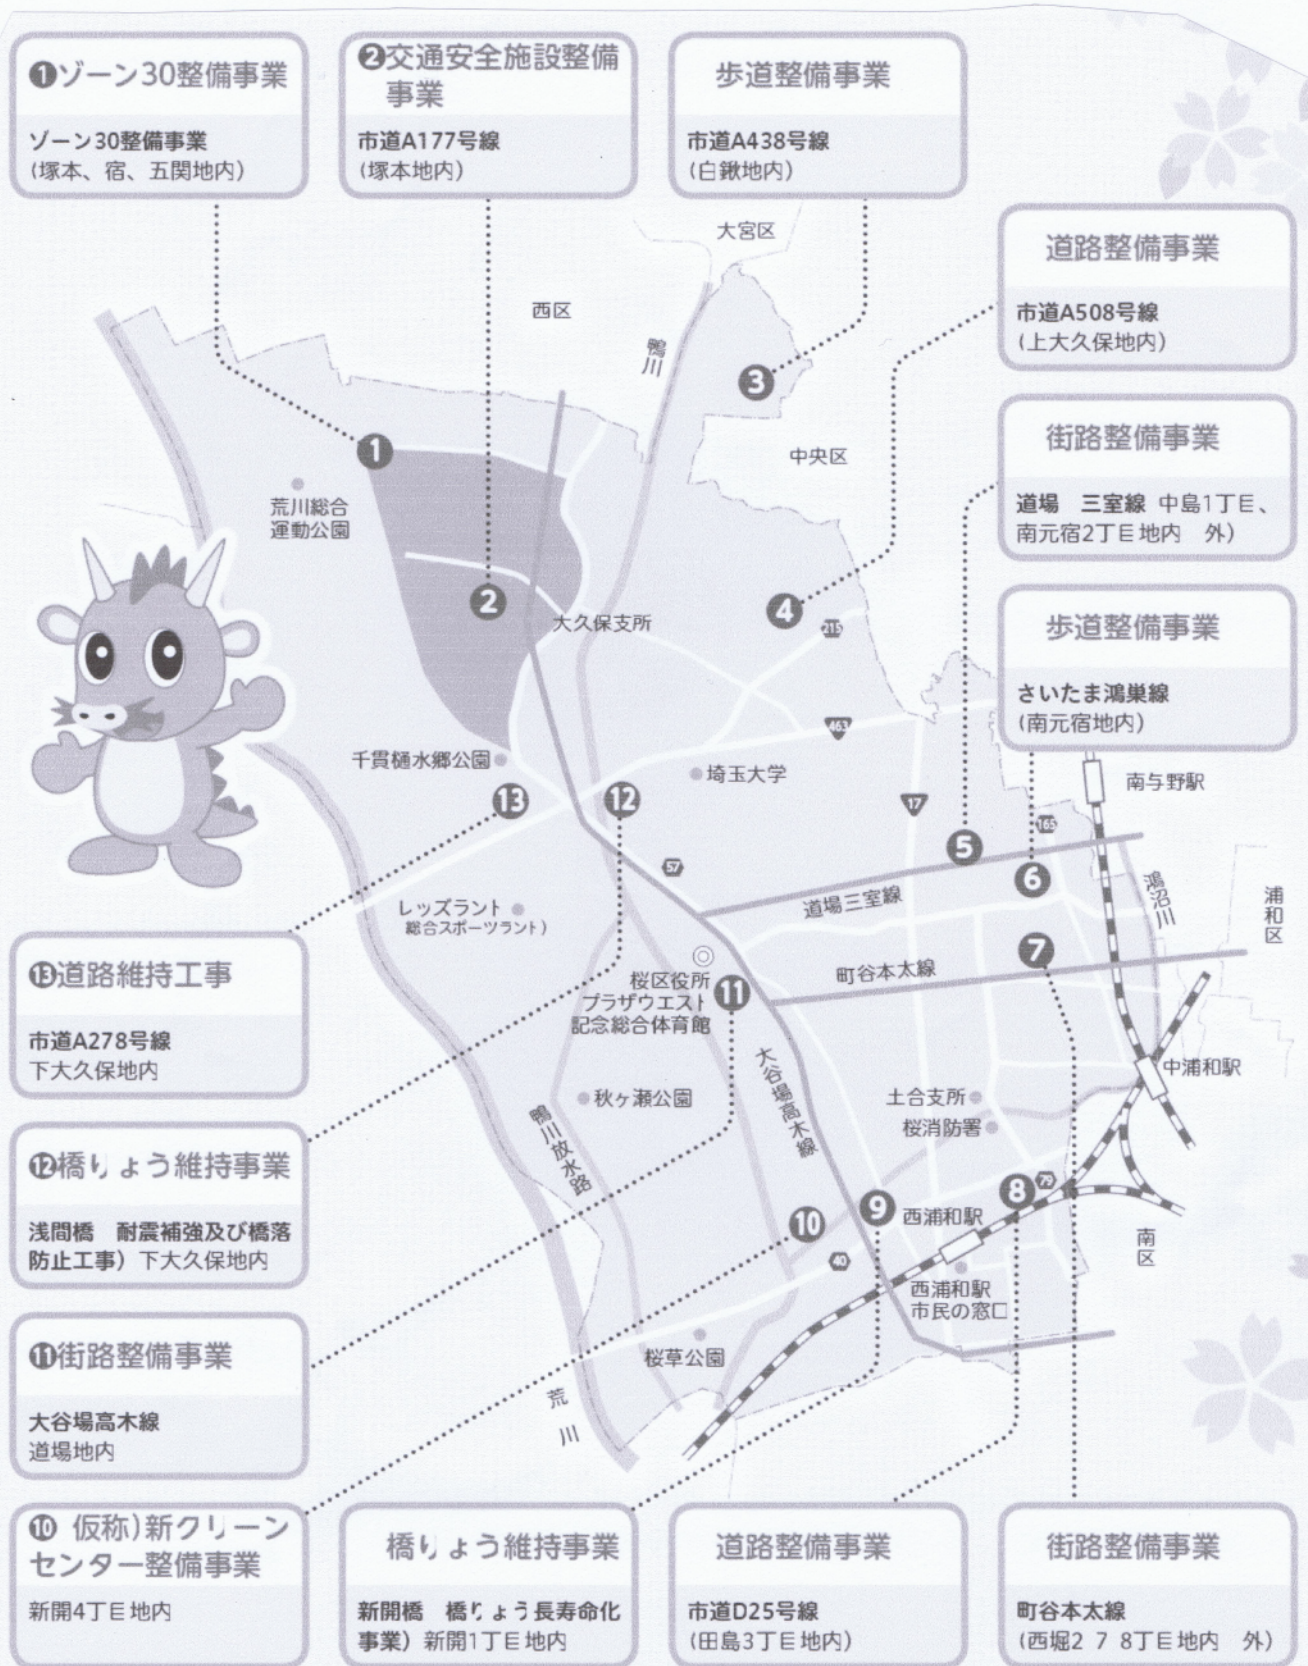 ❶ゾーン30整備事業
ゾーン30整備事業
(塚本、宿、五関地内)
❷交通安全施設整備
事業
市道A177号線
(塚本地内)
歩道整備事業
市道A438号線
(白鍬地内)
道路整備事業
市道A508号線
(上大久保地内)
街路整備事業
道場 三室線 中島1丁目、
南元宿2丁目地内 外)
歩道整備事業
さいたま鴻巣線
(南元宿地内)
大宮区
西区
鴨川
❸
中央区
❶
荒川総合
運動公園
❷
大久保支所
❹
215
463
千貫樋水郷公園
埼玉大学
⓭
⓬
17
南与野駅
❺
165
❻
57
鴻沼川
浦和区
道場三室線
レッズラント
総合スポーツラント)
❼
町谷本太線
桜区役所
プラザウエスト
記念総合体育館
⓫
大谷場高木線
中浦和駅
土合支所
桜消防署
秋ヶ瀬公園
鴨川放水路
❽
79
❾
西浦和駅
❿
南区
40
西浦和駅
市民の窓口
桜草公園
荒川
⓭道路維持工事
市道A278号線
下大久保地内
⓬橋りょう維持事業
浅間橋 耐震補強及び橋落
防止工事) 下大久保地内
⓫街路整備事業
大谷場高木線
道場地内
❿ 仮称)新クリーン
センター整備事業
新開4丁目地内
橋りょう維持事業
新開橋 橋りょう長寿命化
事業) 新開1丁目地内
道路整備事業
市道D25号線
(田島3丁目地内)
街路整備事業
町谷本太線
(西堀2 7 8丁目地内 外)